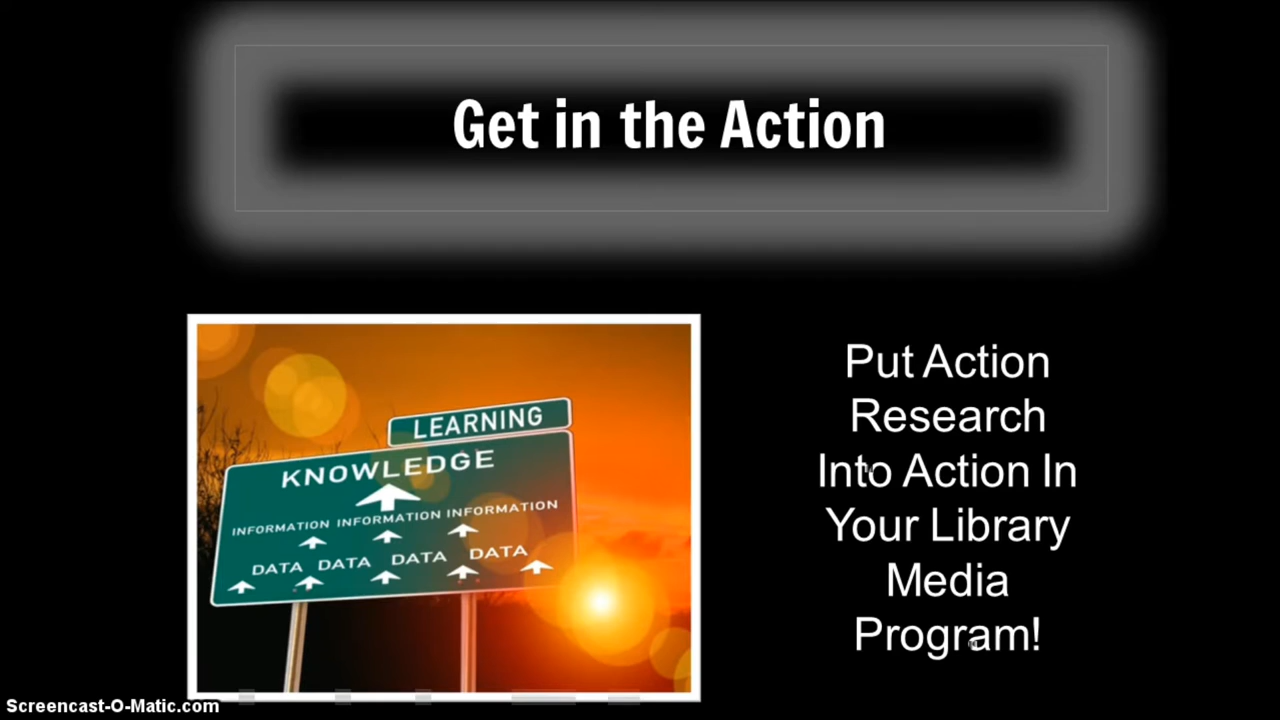 Get in the Action
LEARNING
KNOWLEDGE
INFORMATION INFORMATION INFORMATION
DATA DATA DATA DATA
Put Action
Research
Into Action In
Your Library
Media
Program!
Screencast-O-Matic.com